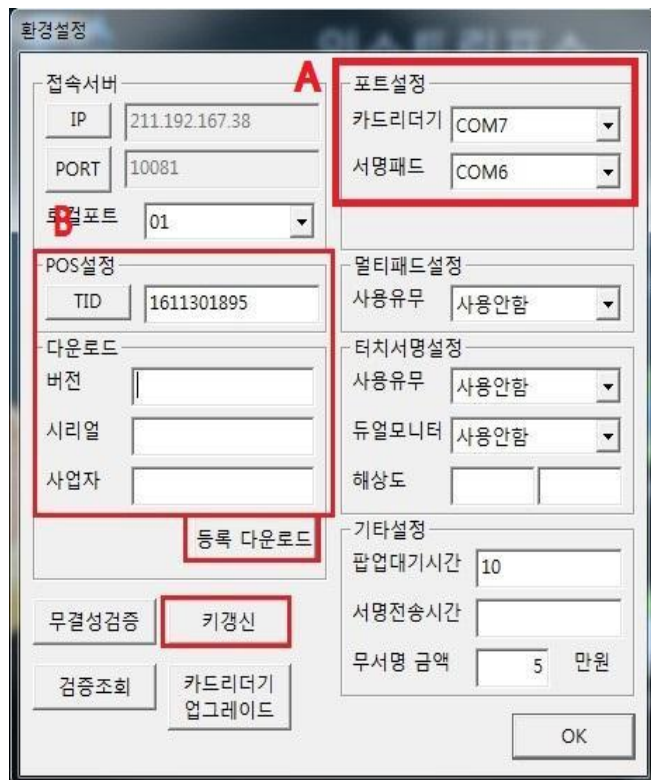 환경설정
접속서버
IP 211.192.167.38
PORT 10081
01
A
포트설정
카드리더기 COM7
서명패드 COM6
B
POS설정
TID 1611301895
다운로드
버전
시리얼
사업자
등록 다운로드
멀티패드설정
사용유무 사용안함
터치서명설정
사용유무 사용안함
듀얼모니터 사용안함
해상도
기타설정
팝업대기시간 10
서명전송시간
무서명 금액 5 만원
무결성검증 키갱신
검증조회 카드리더기
업그레이드
OK